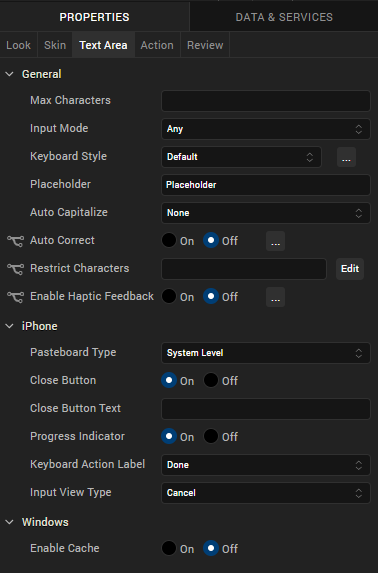 PROPERTIES DATA & SERVICES
Look Skin Text Area Action Review
General
Max Characters
Input Mode Any
Keyboard Style Default ...
Placeholder Placeholder
Auto Capitalize None
Auto Correct On Off ...
Restrict Characters Edit
Enable Haptic Feedback On Off ...
iPhone
Pasteboard Type System Level
Close Button On Off
Close Button Text
Progress Indicator On Off
Keyboard Action Label Done
Input View Type Cancel
Windows
Enable Cache On Off